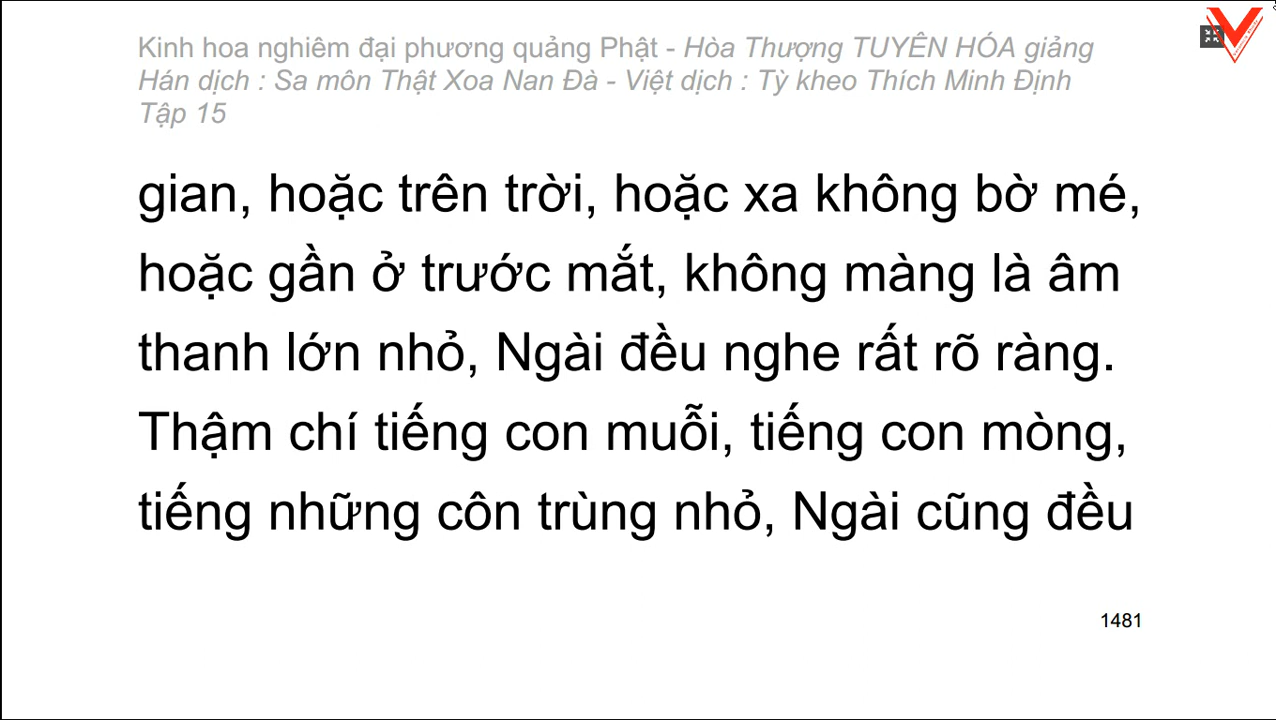 Kinh hoa nghiêm đại phương quảng Phật - Hòa Thượng TUYÊN HÓA giảng
Hán dịch : Sa môn Thật Xoa Nan Đà - Việt dịch : Tỳ kheo Thích Minh Định
Tập 15
gian, hoặc trên trời, hoặc xa không bờ mé,
hoặc gần ở trước mắt, không màng là âm
thanh lớn nhỏ, Ngài đều nghe rất rõ ràng.
Thậm chí tiếng con muỗi, tiếng con mòng,
tiếng những côn trùng nhỏ, Ngài cũng đều
1481